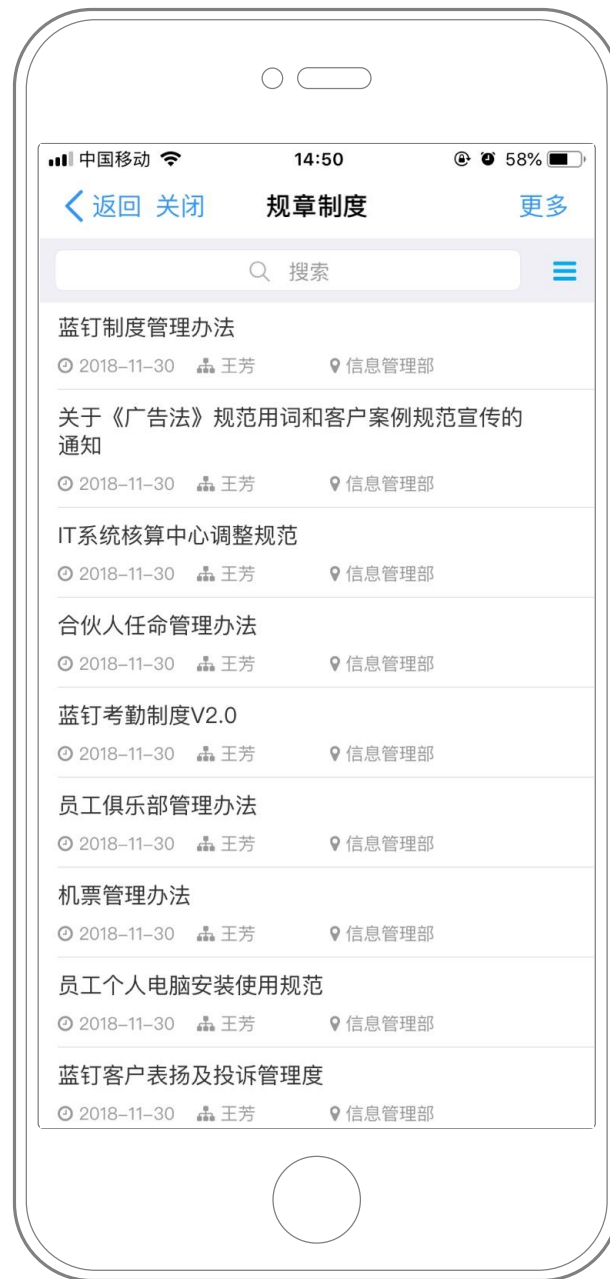 中国移动 14:50 58%
返回 关闭 规章制度 更多
搜索
蓝钉制度管理办法
2018-11-30 王芳 信息管理部
关于《广告法》规范用词和客户案例规范宣传的
通知
2018-11-30 王芳 信息管理部
IT系统核算中心调整规范
2018-11-30 王芳 信息管理部
合伙人任命管理办法
2018-11-30 王芳 信息管理部
蓝钉考勤制度V2.0
2018-11-30 王芳 信息管理部
员工俱乐部管理办法
2018-11-30 王芳 信息管理部
机票管理办法
2018-11-30 王芳 信息管理部
员工个人电脑安装使用规范
2018-11-30 王芳 信息管理部
蓝钉客户表扬及投诉管理度
2018-11-30 王芳 信息管理部